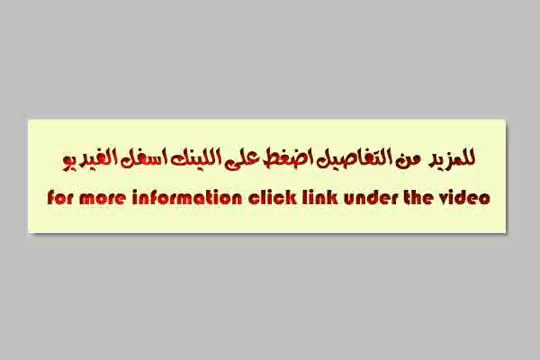 للمزيد من التفاصيل اضغط على اللينك اسفل الفيديو
for more information click link under the video